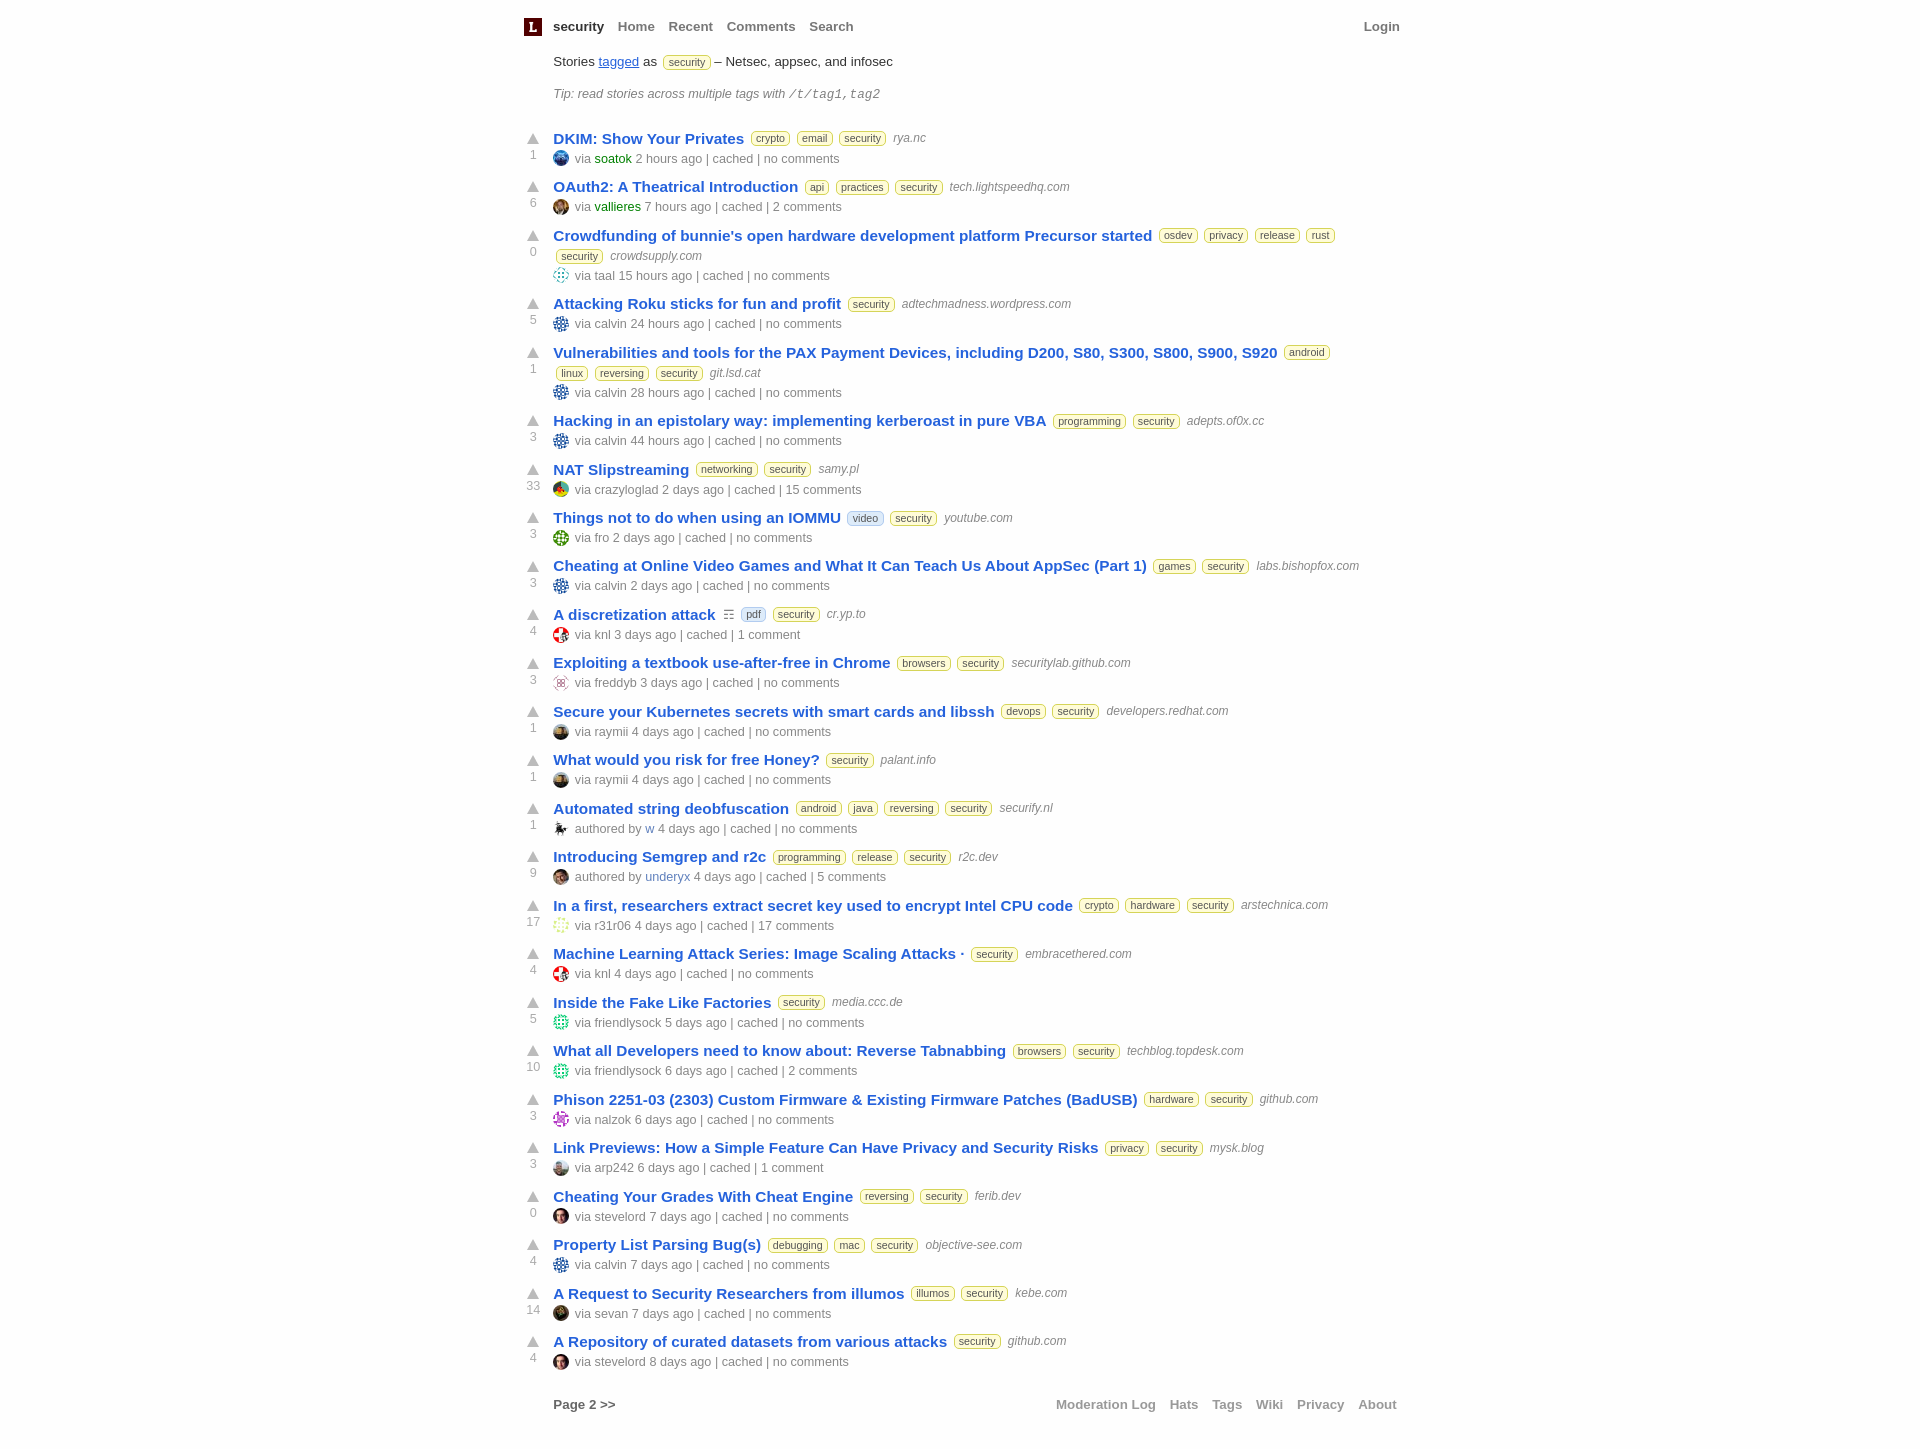 L security Home Recent Comments Search Login
Stories tagged as security – Netsec, appsec, and infosec
Tip: read stories across multiple tags with /t/tag1,tag2
DKIM: Show Your Privates crypto email security rya.nc
1 via soatok 2 hours ago | cached | no comments
OAuth2: A Theatrical Introduction api practices security tech.lightspeedhq.com
6 via vallieres 7 hours ago | cached | 2 comments
Crowdfunding of bunnie's open hardware development platform Precursor started osdev privacy release rust
0 security crowdsupply.com
via taal 15 hours ago | cached | no comments
Attacking Roku sticks for fun and profit security adtechmadness.wordpress.com
5 via calvin 24 hours ago | cached | no comments
Vulnerabilities and tools for the PAX Payment Devices, including D200, S80, S300, S800, S900, S920 android
1 linux reversing security git.lsd.cat
via calvin 28 hours ago | cached | no comments
Hacking in an epistolary way: implementing kerberoast in pure VBA programming security adepts.of0x.cc
3 via calvin 44 hours ago | cached | no comments
NAT Slipstreaming networking security samy.pl
33 via crazyloglad 2 days ago | cached | 15 comments
Things not to do when using an IOMMU video security youtube.com
3 via fro 2 days ago | cached | no comments
Cheating at Online Video Games and What It Can Teach Us About AppSec (Part 1) games security labs.bishopfox.com
3 via calvin 2 days ago | cached | no comments
A discretization attack ☶ pdf security cr.yp.to
4 via knl 3 days ago | cached | 1 comment
Exploiting a textbook use-after-free in Chrome browsers security securitylab.github.com
3 via freddyb 3 days ago | cached | no comments
Secure your Kubernetes secrets with smart cards and libssh devops security developers.redhat.com
1 via raymii 4 days ago | cached | no comments
What would you risk for free Honey? security palant.info
1 via raymii 4 days ago | cached | no comments
Automated string deobfuscation android java reversing security securify.nl
1 authored by w 4 days ago | cached | no comments
Introducing Semgrep and r2c programming release security r2c.dev
9 authored by underyx 4 days ago | cached | 5 comments
In a first, researchers extract secret key used to encrypt Intel CPU code crypto hardware security arstechnica.com
17 via r31r06 4 days ago | cached | 17 comments
Machine Learning Attack Series: Image Scaling Attacks · security embracethered.com
4 via knl 4 days ago | cached | no comments
Inside the Fake Like Factories security media.ccc.de
5 via friendlysock 5 days ago | cached | no comments
What all Developers need to know about: Reverse Tabnabbing browsers security techblog.topdesk.com
10 via friendlysock 6 days ago | cached | 2 comments
Phison 2251-03 (2303) Custom Firmware & Existing Firmware Patches (BadUSB) hardware security github.com
3 via nalzok 6 days ago | cached | no comments
Link Previews: How a Simple Feature Can Have Privacy and Security Risks privacy security mysk.blog
3 via arp242 6 days ago | cached | 1 comment
Cheating Your Grades With Cheat Engine reversing security ferib.dev
0 via stevelord 7 days ago | cached | no comments
Property List Parsing Bug(s) debugging mac security objective-see.com
4 via calvin 7 days ago | cached | no comments
A Request to Security Researchers from illumos illumos security kebe.com
14 via sevan 7 days ago | cached | no comments
A Repository of curated datasets from various attacks security github.com
4 via stevelord 8 days ago | cached | no comments
Page 2 >> Moderation Log Hats Tags Wiki Privacy About